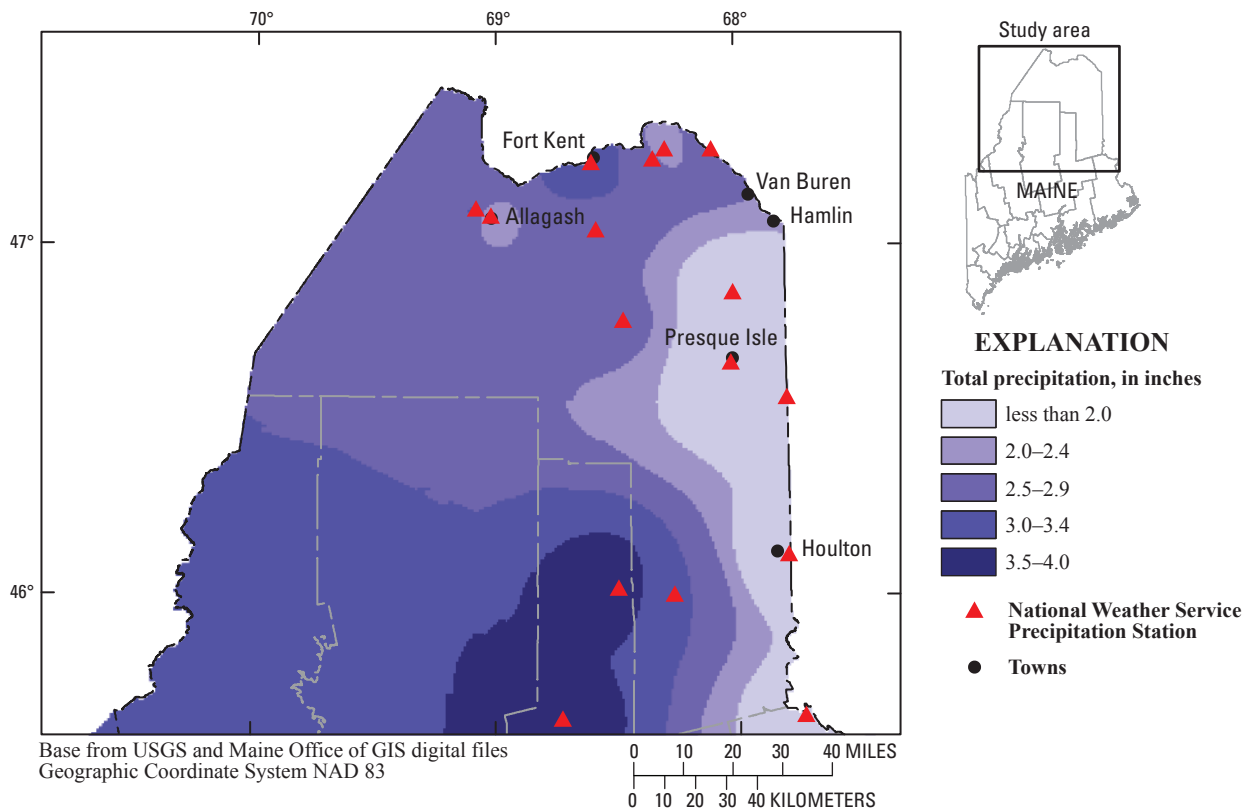 70°
69°
68°
47°
46°
Fort Kent
Van Buren
Hamlin
Allagash
Presque Isle
Houlton
Base from USGS and Maine Office of GIS digital files
Geographic Coordinate System NAD 83
0 10 20 30 40 MILES
0 10 20 30 40 KILOMETERS
Study area
MAINE
EXPLANATION
Total precipitation, in inches
less than 2.0
2.0–2.4
2.5–2.9
3.0–3.4
3.5–4.0
National Weather Service
Precipitation Station
Towns